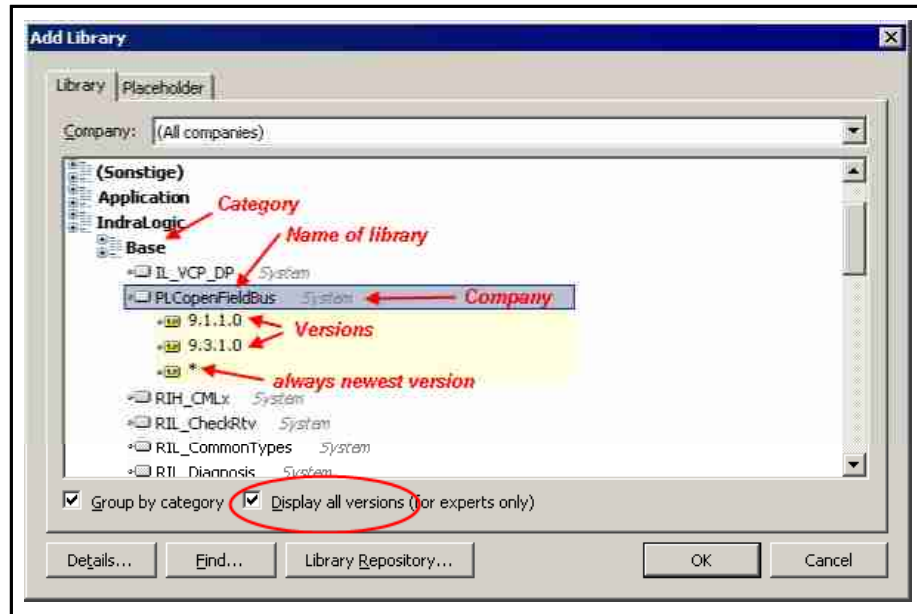 Add Library
Library Placeholder
Company: (All companies)
(Sonstige)
Application
Category
IndraLogic
Name of library
Base
IL_VCP_DP System
PLCopenFieldBus System Company
9.1.1.0
Versions
9.3.1.0
*
always newest version
RIH_CMLx System
RIL_CheckRtv System
RIL_CommonTypes System
RIL_Diagnosis System
Group by category Display all versions (for experts only)
Details... Find... Library Repository... OK Cancel